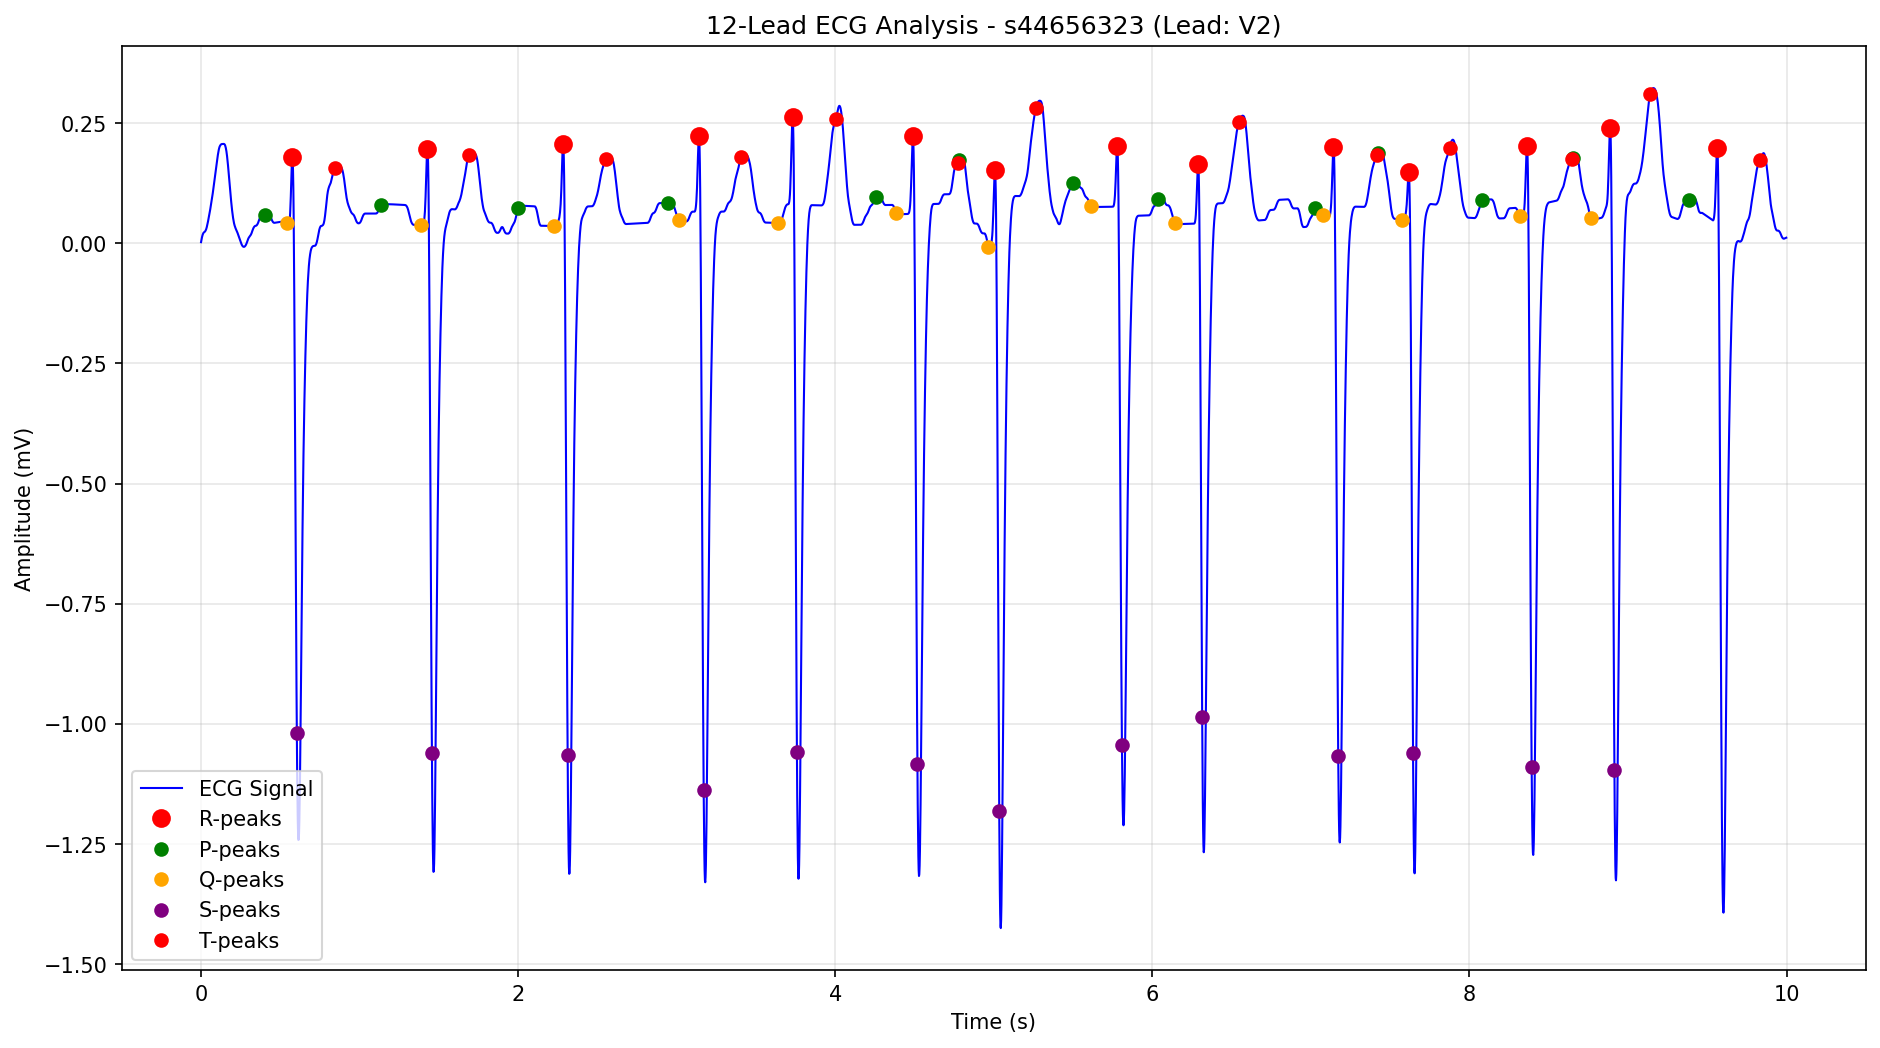 12-Lead ECG Analysis - s44656323 (Lead: V2)
Amplitude (mV)
0.25
0.00
−0.25
−0.50
−0.75
−1.00
−1.25
−1.50
ECG Signal
R-peaks
P-peaks
Q-peaks
S-peaks
T-peaks
0 2 4 6 8 10
Time (s)